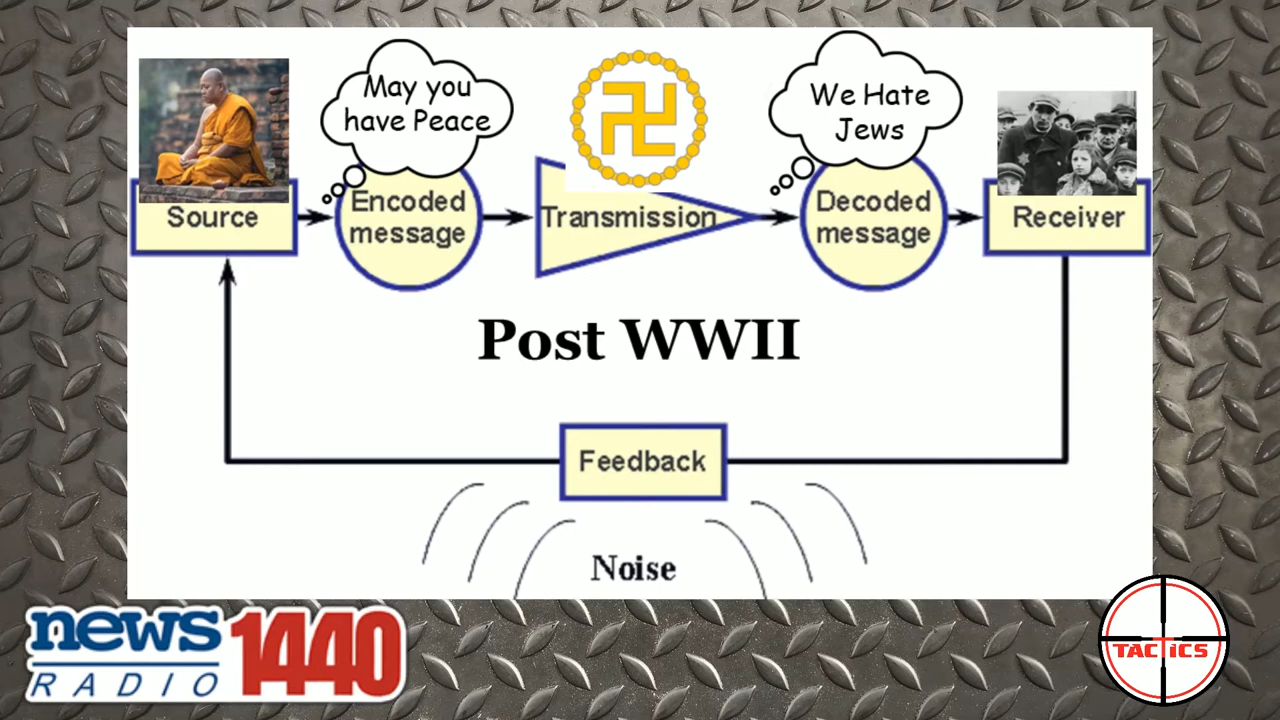 May you
have Peace
We Hate
Jews
Source
Encoded
message
Transmission
Decoded
message
Receiver
Post WWII
Feedback
Noise
news
RADIO
1440
TACTICS